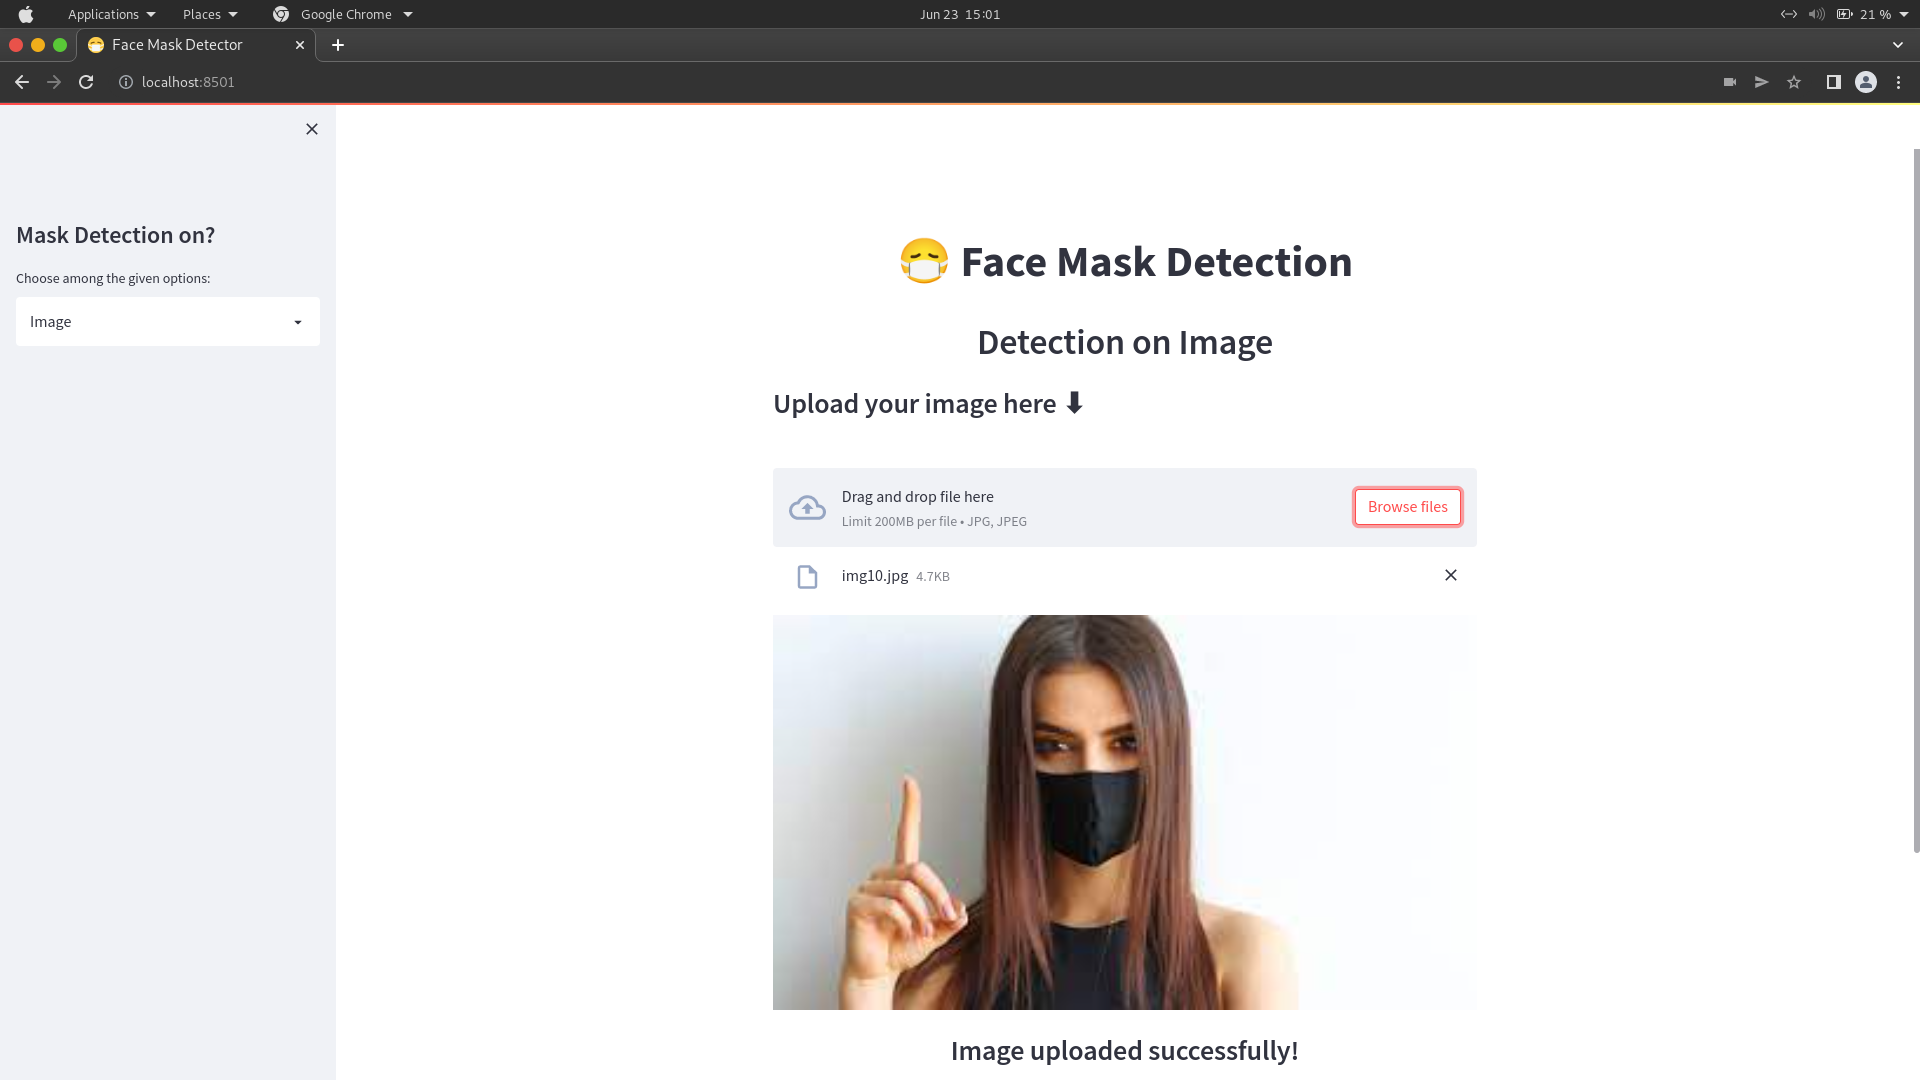 Applications Places Google Chrome Jun 23 15:01 21 %
Face Mask Detector
localhost:8501
Mask Detection on?
Choose among the given options:
Image
😷 Face Mask Detection
Detection on Image
Upload your image here ⬇
Drag and drop file here
Limit 200MB per file • JPG, JPEG
Browse files
img10.jpg 4.7KB
Image uploaded successfully!